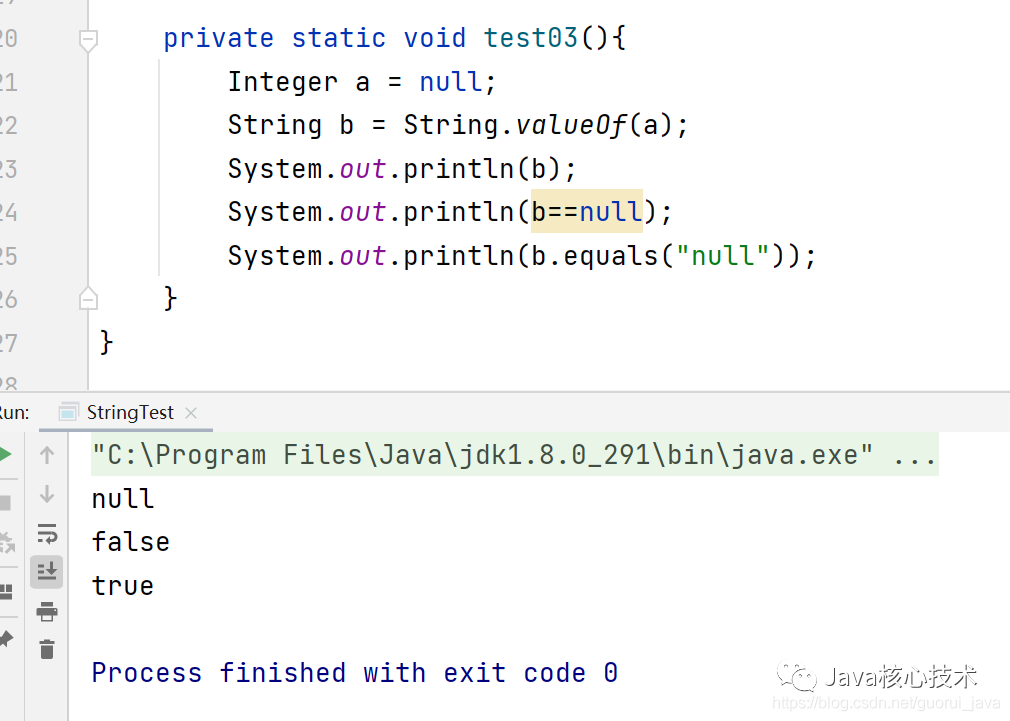 20 private static void test03(){
21 Integer a = null;
22 String b = String.valueOf(a);
23 System.out.println(b);
24 System.out.println(b==null);
25 System.out.println(b.equals("null"));
26 }
27 }
28
Run: StringTest
"C:\Program Files\Java\jdk1.8.0_291\bin\java.exe" ...
null
false
true
Process finished with exit code 0
Java核心技术
https://blog.csdn.net/guorui_java